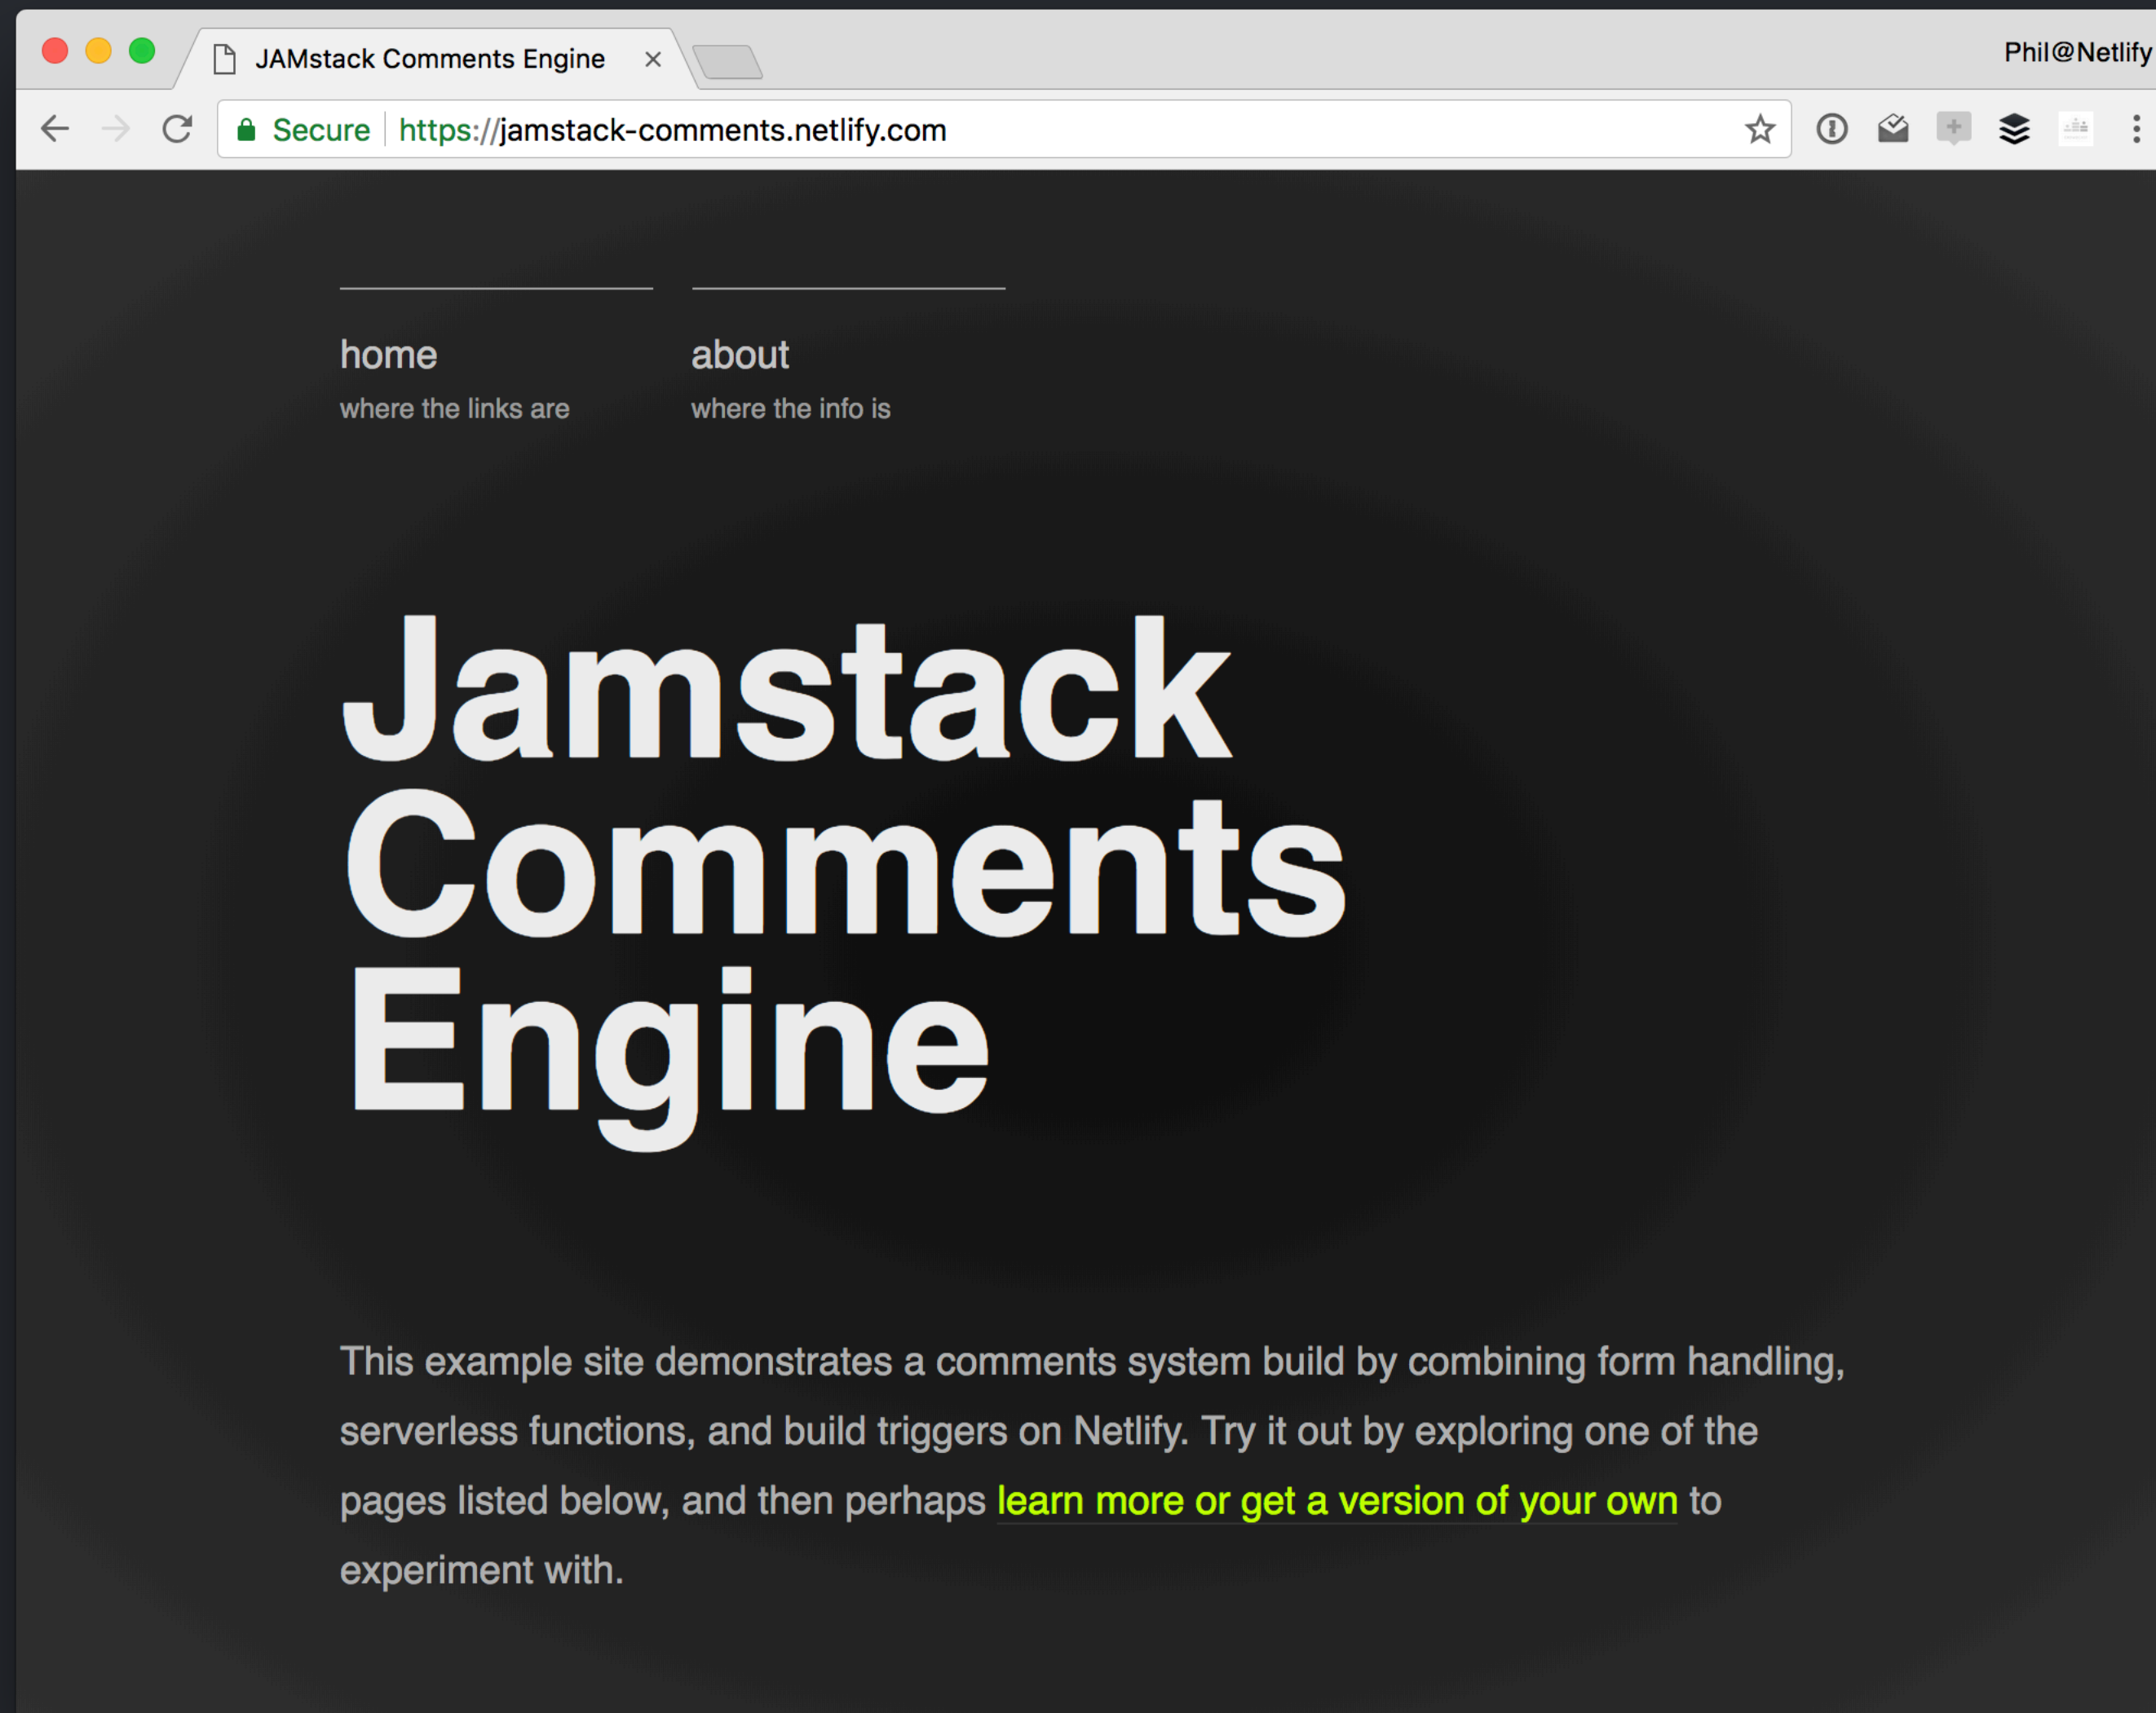 JAMstack Comments Engine
Phil@Netlify
Secure https://jamstack-comments.netlify.com
home
where the links are
about
where the info is
Jamstack
Comments
Engine
This example site demonstrates a comments system build by combining form handling,
serverless functions, and build triggers on Netlify. Try it out by exploring one of the
pages listed below, and then perhaps learn more or get a version of your own to
experiment with.